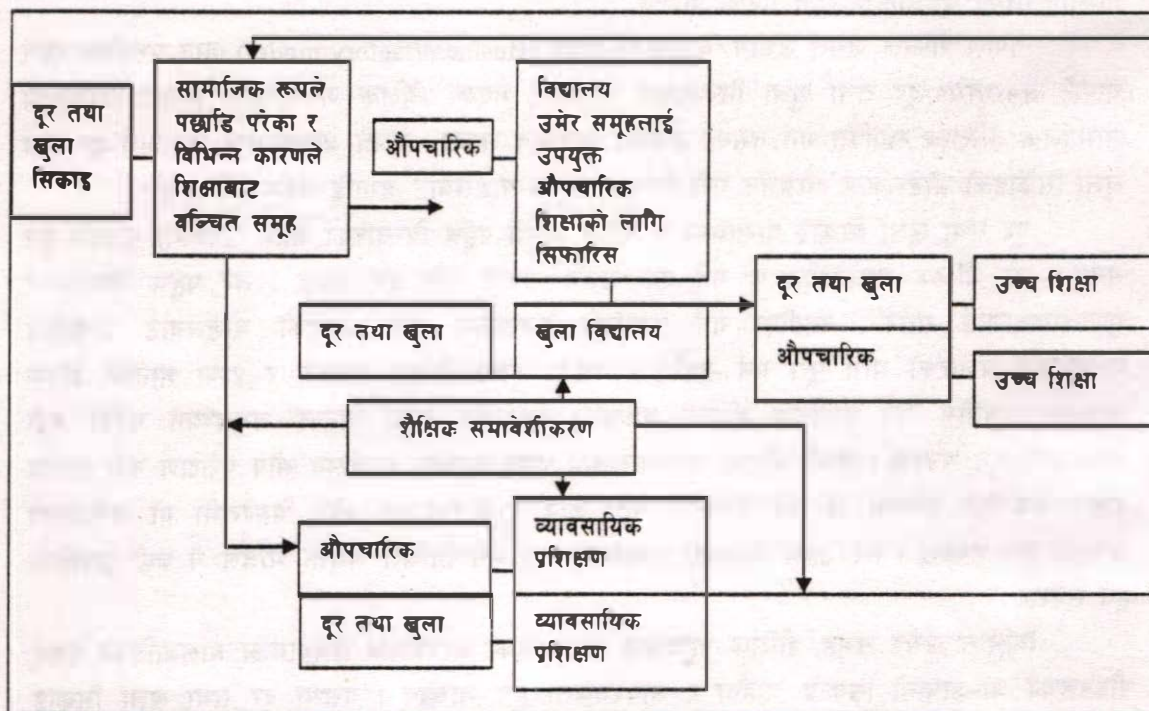 दूर तथा
खुला
सिकाइ
सामाजिक रूपले
पछाडि परेका र
विभिन्न कारणले
शिक्षाबाट
वञ्चित समूह
औपचारिक
विद्यालय
उमेर समूहलाई
उपयुक्त
औपचारिक
शिक्षाको लागि
सिफारिस
दूर तथा खुला
खुला विद्यालय
दूर तथा खुला
औपचारिक
उच्च शिक्षा
उच्च शिक्षा
शैक्षिक समावेशीकरण
औपचारिक
व्यावसायिक
प्रशिक्षण
दूर तथा खुला
व्यावसायिक
प्रशिक्षण